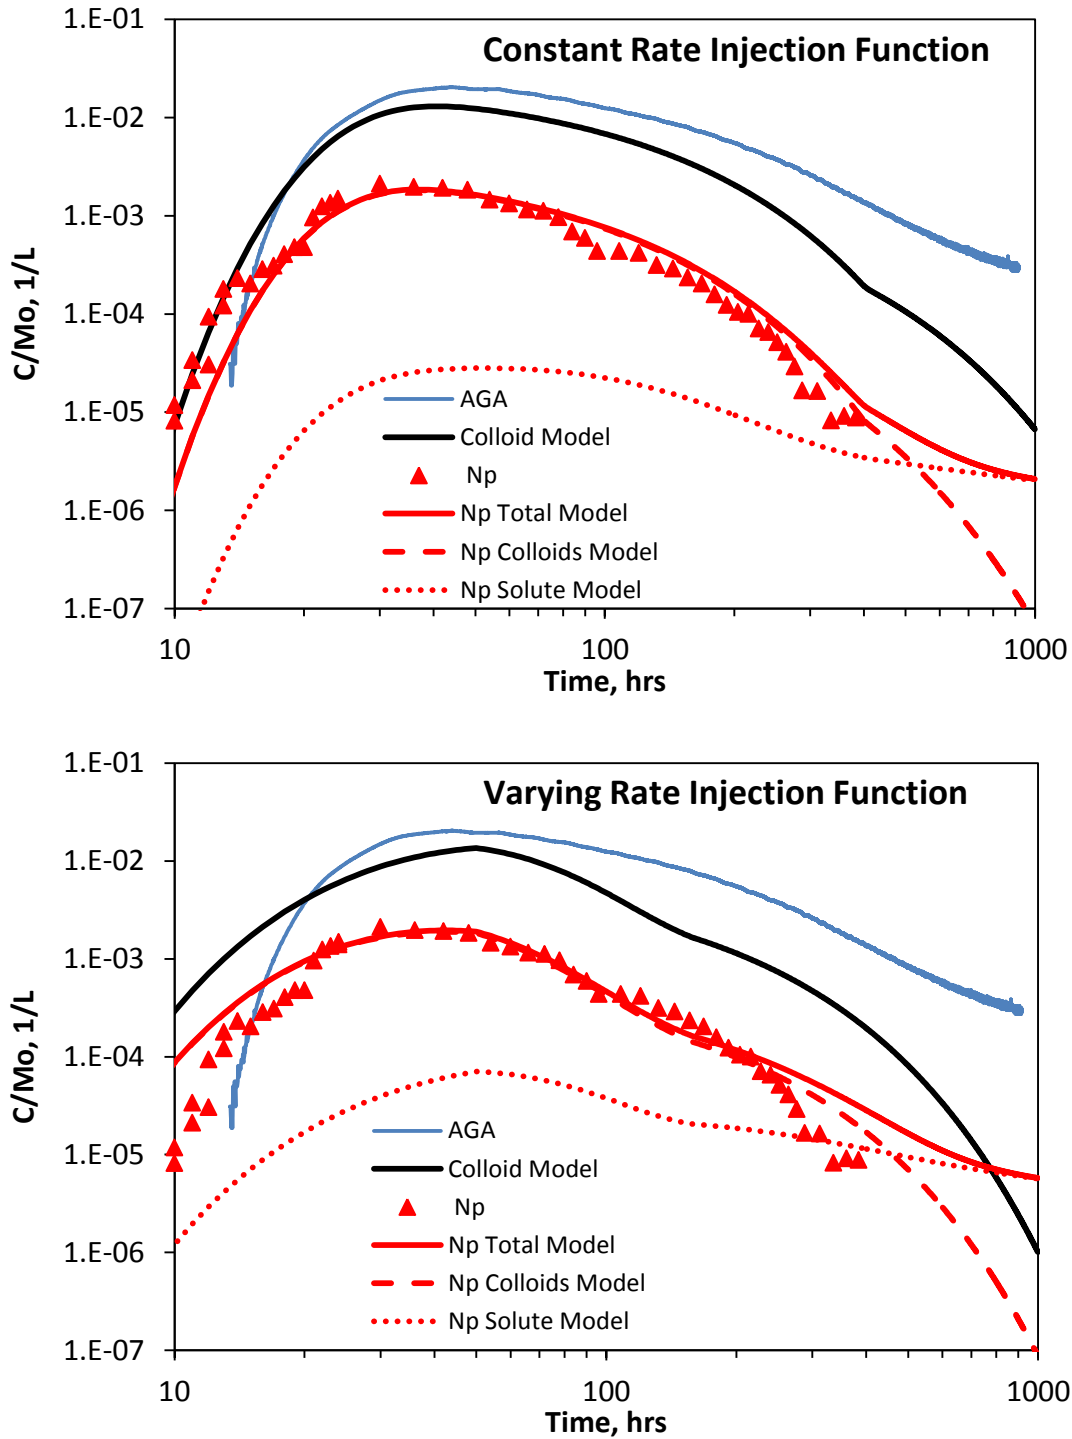 1.E-01
Constant Rate Injection Function
1.E-02
1.E-03
1.E-04
1.E-05
1.E-06
1.E-07
C/Mo, 1/L
AGA
Colloid Model
Np
Np Total Model
Np Colloids Model
Np Solute Model
10 100 1000
Time, hrs
1.E-01
Varying Rate Injection Function
1.E-02
1.E-03
1.E-04
1.E-05
1.E-06
1.E-07
C/Mo, 1/L
AGA
Colloid Model
Np
Np Total Model
Np Colloids Model
Np Solute Model
10 100 1000
Time, hrs